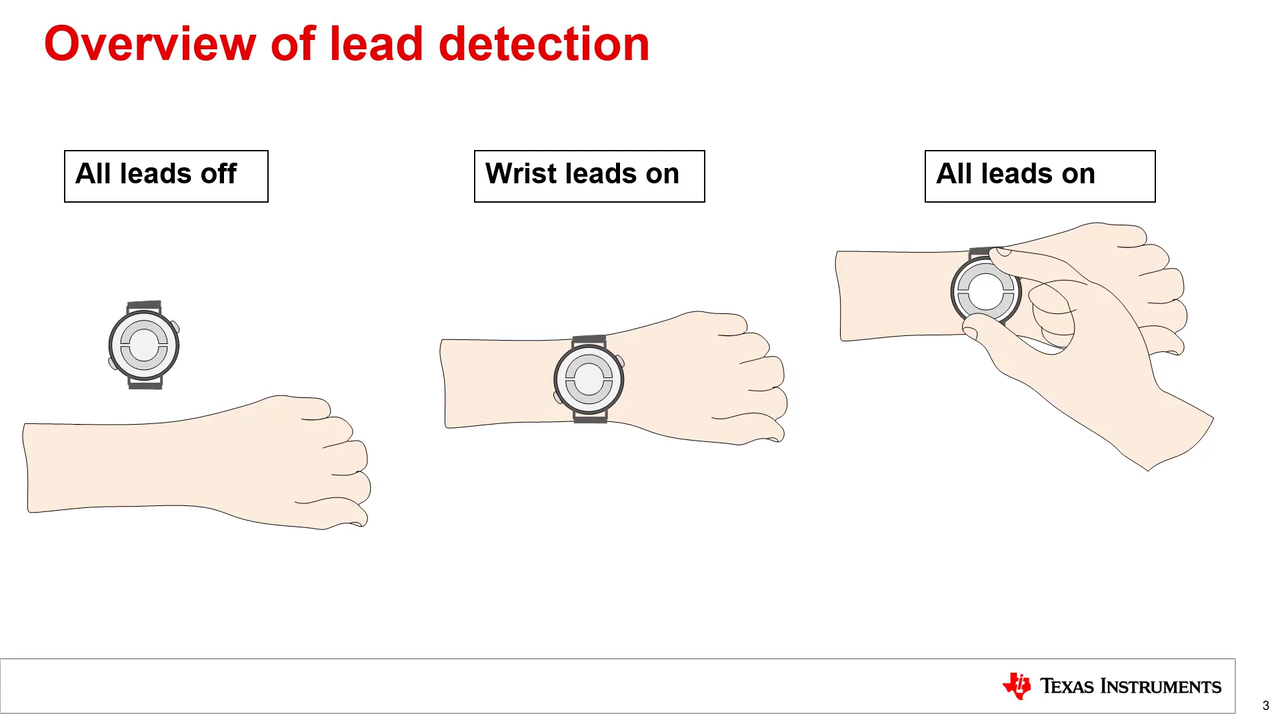 Overview of lead detection
All leads off
Wrist leads on
All leads on
TEXAS INSTRUMENTS
3